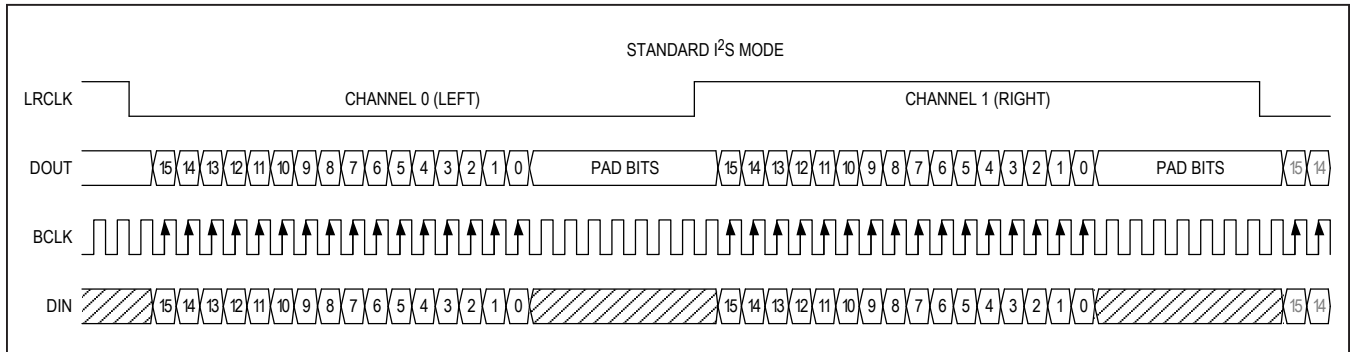 STANDARD I²S MODE
LRCLK CHANNEL 0 (LEFT) CHANNEL 1 (RIGHT)
DOUT 15 14 13 12 11 10 9 8 7 6 5 4 3 2 1 0 PAD BITS 15 14 13 12 11 10 9 8 7 6 5 4 3 2 1 0 PAD BITS 15 14
BCLK
DIN 15 14 13 12 11 10 9 8 7 6 5 4 3 2 1 0 15 14 13 12 11 10 9 8 7 6 5 4 3 2 1 0 15 14